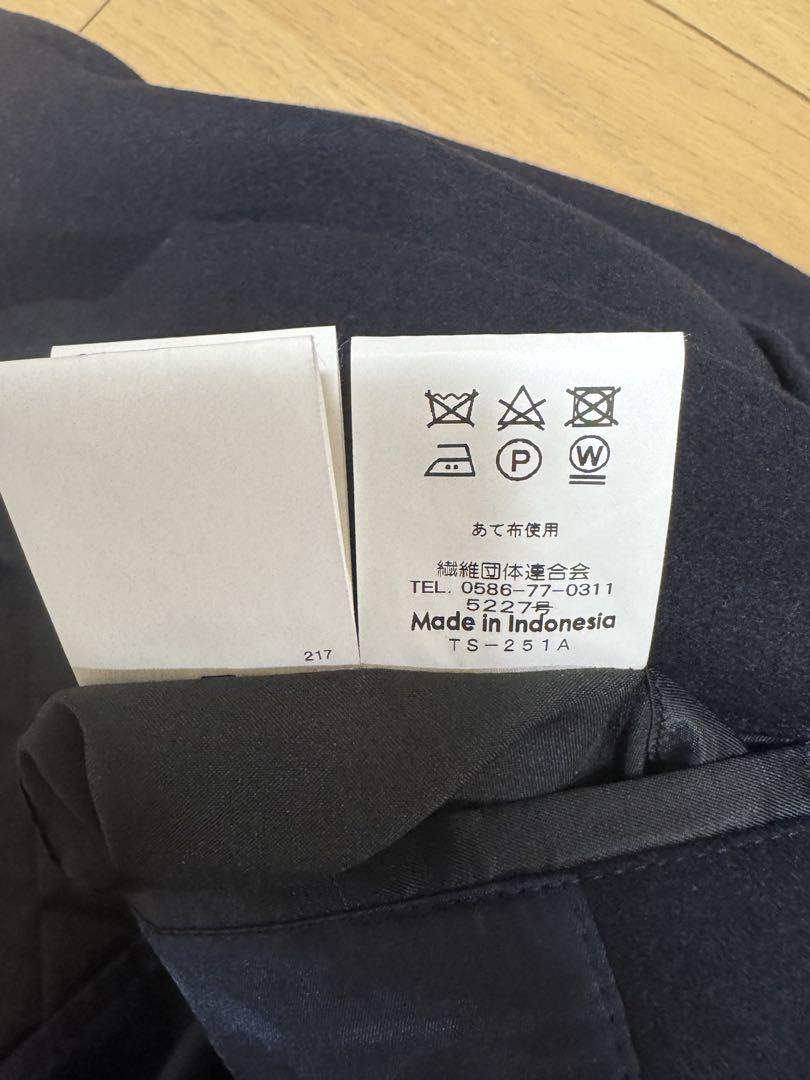 P W
あて布使用
繊維団体連合会
TEL. 0586-77-0311
5227号
Made in Indonesia
TS-251A
217